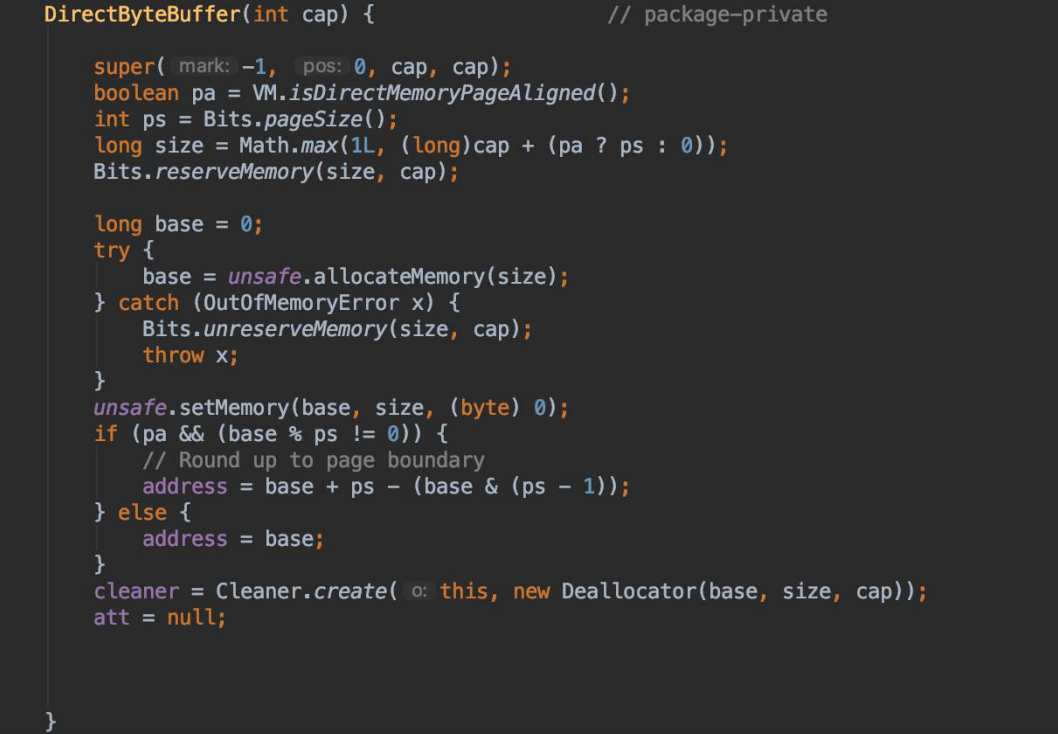 DirectByteBuffer(int cap) {                   // package-private
    super( mark: -1,  pos: 0, cap, cap);
    boolean pa = VM.isDirectMemoryPageAligned();
    int ps = Bits.pageSize();
    long size = Math.max(1L, (long)cap + (pa ? ps : 0));
    Bits.reserveMemory(size, cap);
    long base = 0;
    try {
        base = unsafe.allocateMemory(size);
    } catch (OutOfMemoryError x) {
        Bits.unreserveMemory(size, cap);
        throw x;
    }
    unsafe.setMemory(base, size, (byte) 0);
    if (pa && (base % ps != 0)) {
        // Round up to page boundary
        address = base + ps - (base & (ps - 1));
    } else {
        address = base;
    }
    cleaner = Cleaner.create( o: this, new Deallocator(base, size, cap));
    att = null;
}